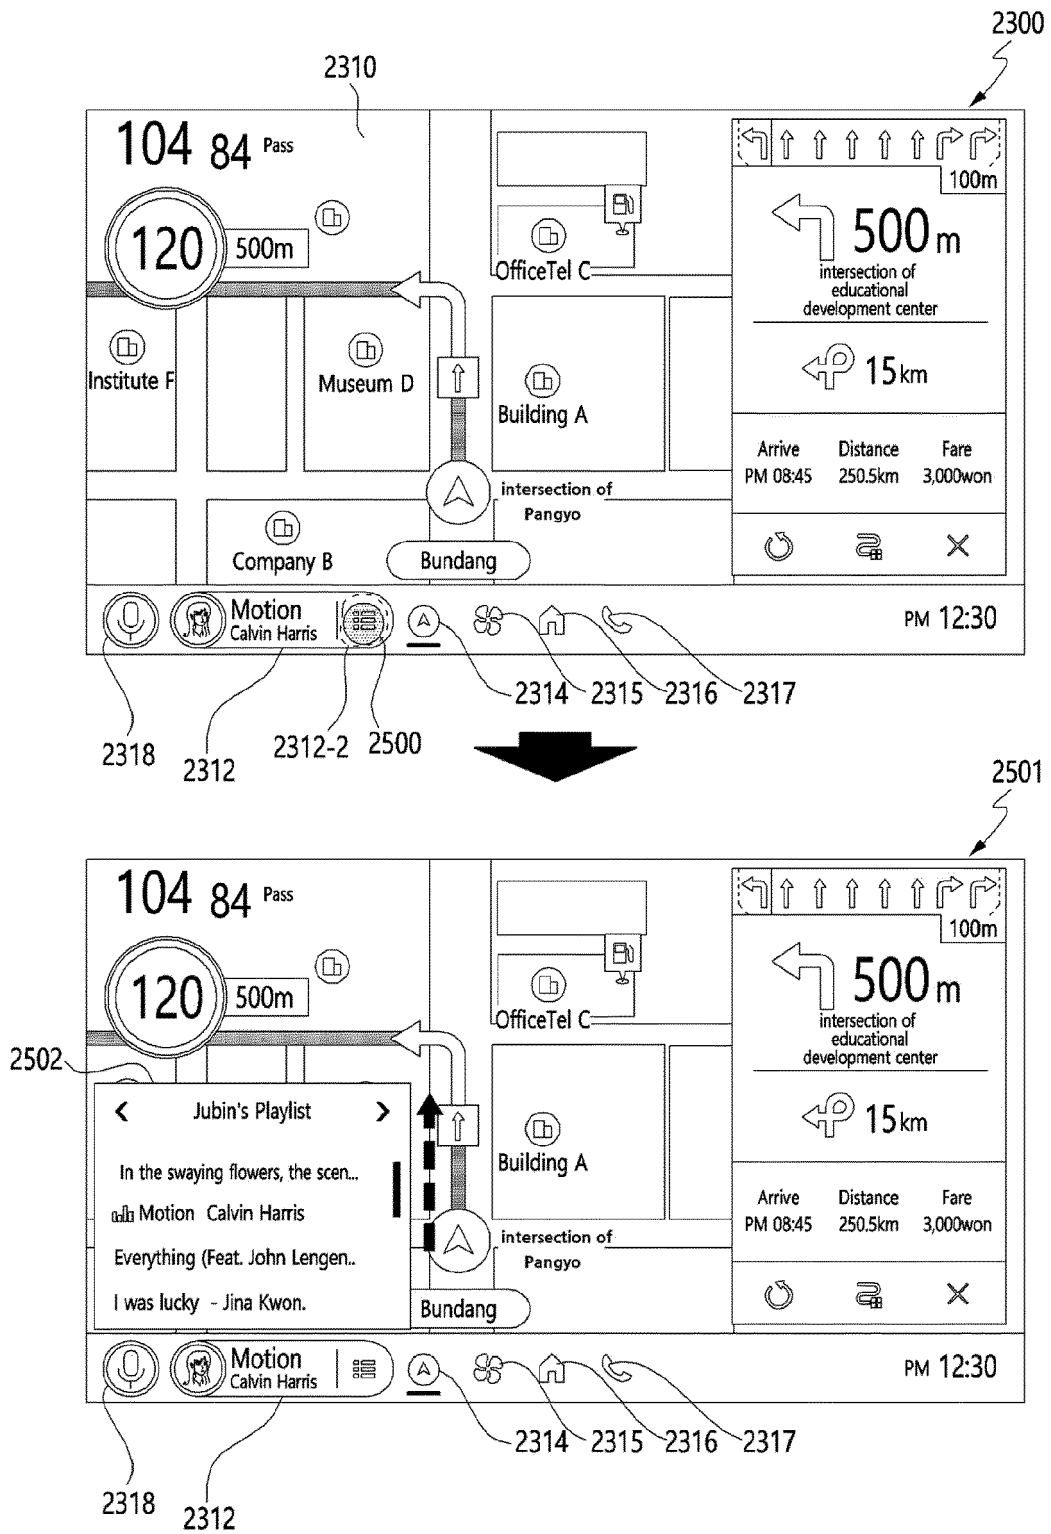 2300
2310
104 84 Pass
100m
120 500m
500 m
OfficeTel C
intersection of
educational
development center
Institute F
Museum D
15km
Building A
Arrive Distance Fare
PM 08:45 250.5km 3,000won
intersection of
Pangyo
Company B
Bundang
Motion
Calvin Harris
PM 12:30
2314 2315 2316 2317
2318 2312 2312-2 2500
2501
104 84 Pass
100m
120 500m
500 m
OfficeTel C
intersection of
educational
development center
2502
Jubin's Playlist
15km
Building A
In the swaying flowers, the scen...
Motion Calvin Harris
Arrive Distance Fare
PM 08:45 250.5km 3,000won
intersection of
Pangyo
Everything (Feat. John Lengen..
I was lucky - Jina Kwon.
Bundang
Motion
Calvin Harris
PM 12:30
2314 2315 2316 2317
2318 2312